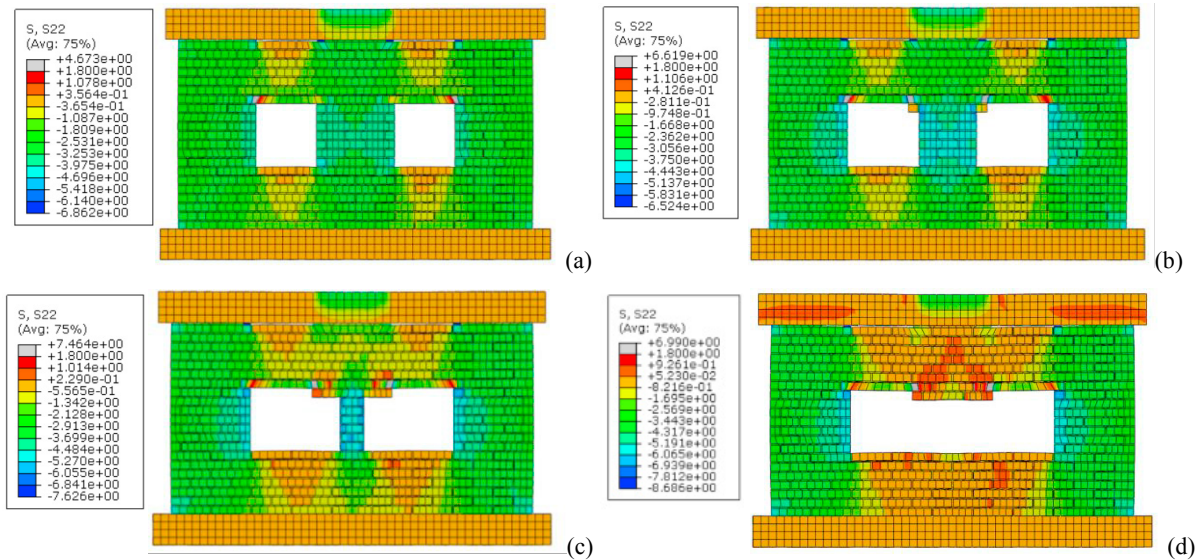 S, S22
(Avg: 75%)
+4.673e+00
+1.800e+00
+1.078e+00
+3.564e-01
-3.654e-01
-1.087e+00
-1.809e+00
-2.531e+00
-3.253e+00
-3.975e+00
-4.696e+00
-5.418e+00
-6.140e+00
-6.862e+00
(a)
S, S22
(Avg: 75%)
+6.619e+00
+1.800e+00
+1.106e+00
+4.126e-01
-2.811e-01
-9.748e-01
-1.668e+00
-2.362e+00
-3.056e+00
-3.750e+00
-4.443e+00
-5.137e+00
-5.831e+00
-6.524e+00
(b)
S, S22
(Avg: 75%)
+7.464e+00
+1.800e+00
+1.014e+00
+2.290e-01
-5.565e-01
-1.342e+00
-2.128e+00
-2.913e+00
-3.699e+00
-4.484e+00
-5.270e+00
-6.055e+00
-6.841e+00
-7.626e+00
(c)
S, S22
(Avg: 75%)
+6.990e+00
+1.800e+00
+9.261e-01
+5.230e-02
-8.216e-01
-1.695e+00
-2.569e+00
-3.443e+00
-4.317e+00
-5.191e+00
-6.065e+00
-6.939e+00
-7.812e+00
-8.686e+00
(d)